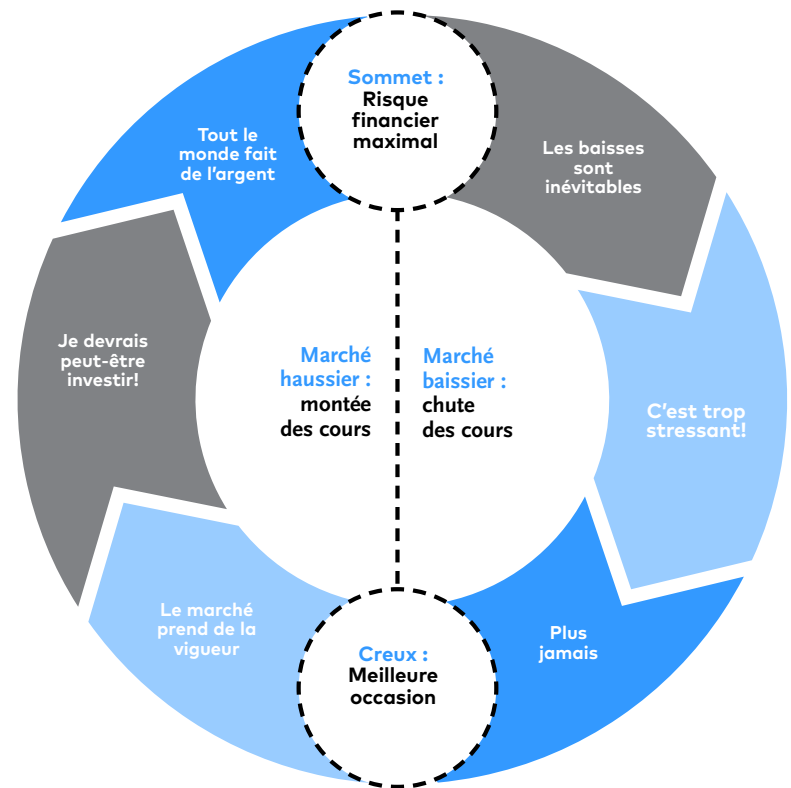 Sommet :
Risque
financier
maximal
Les baisses
sont
inévitables
C'est trop
stressant!
Plus
jamais
Creux :
Meilleure
occasion
Le marché
prend de la
vigueur
Je devrais
peut-être
investir!
Tout le
monde fait
de l'argent
Marché
haussier :
montée
des cours
Marché
baissier :
chute
des cours